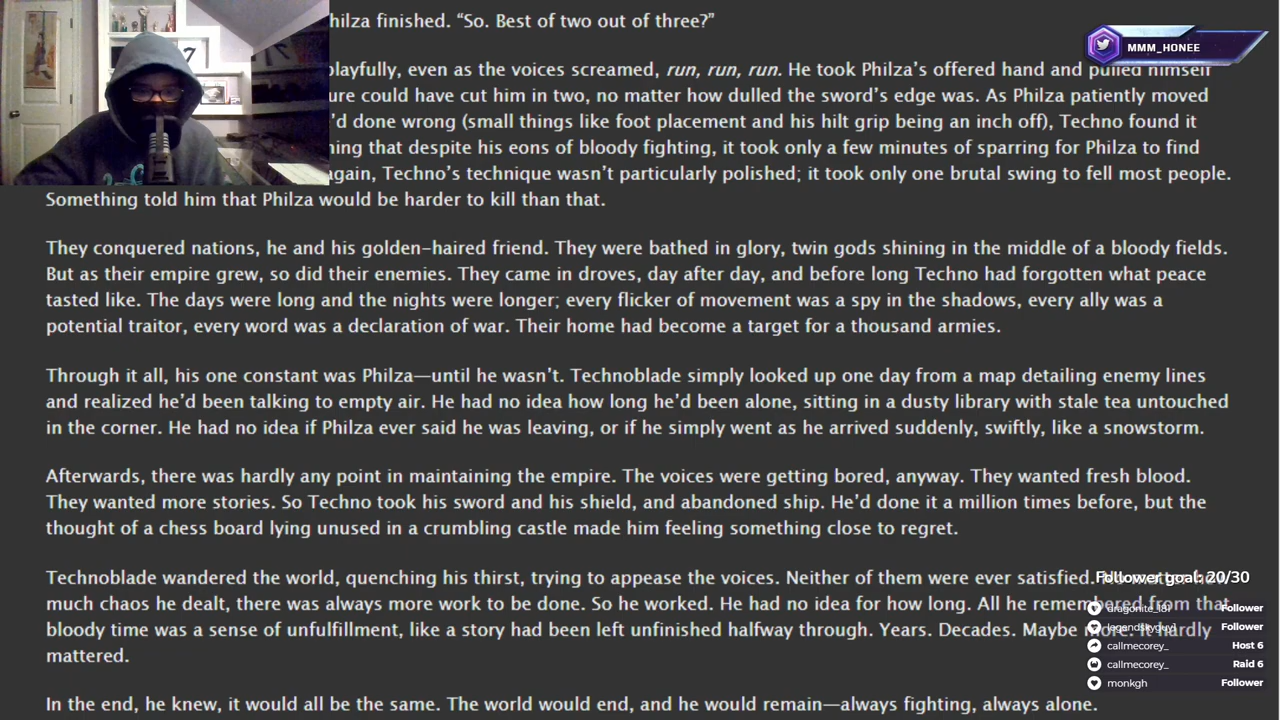 hilza finished. “So. Best of two out of three?”
MMM_HONEE
playfully, even as the voices screamed, run, run, run. He took Philza’s offered hand and pulled himself
ure could have cut him in two, no matter how dulled the sword’s edge was. As Philza patiently moved
’d done wrong (small things like foot placement and his hilt grip being an inch off), Techno found it
hing that despite his eons of bloody fighting, it took only a few minutes of sparring for Philza to find
again, Techno’s technique wasn’t particularly polished; it took only one brutal swing to fell most people.
Something told him that Philza would be harder to kill than that.
They conquered nations, he and his golden-haired friend. They were bathed in glory, twin gods shining in the middle of a bloody fields.
But as their empire grew, so did their enemies. They came in droves, day after day, and before long Techno had forgotten what peace
tasted like. The days were long and the nights were longer; every flicker of movement was a spy in the shadows, every ally was a
potential traitor, every word was a declaration of war. Their home had become a target for a thousand armies.
Through it all, his one constant was Philza—until he wasn’t. Technoblade simply looked up one day from a map detailing enemy lines
and realized he’d been talking to empty air. He had no idea how long he’d been alone, sitting in a dusty library with stale tea untouched
in the corner. He had no idea if Philza ever said he was leaving, or if he simply went as he arrived suddenly, swiftly, like a snowstorm.
Afterwards, there was hardly any point in maintaining the empire. The voices were getting bored, anyway. They wanted fresh blood.
They wanted more stories. So Techno took his sword and his shield, and abandoned ship. He’d done it a million times before, but the
thought of a chess board lying unused in a crumbling castle made him feeling something close to regret.
Technoblade wandered the world, quenching his thirst, trying to appease the voices. Neither of them were ever satisfied. No matter how
Follower goal: 20/30
much chaos he dealt, there was always more work to be done. So he worked. He had no idea for how long. All he remembered from that
Follower
bloody time was a sense of unfulfillment, like a story had been left unfinished halfway through. Years. Decades. Maybe more. It hardly
Follower
mattered.
callmecorey_ Host 6
callmecorey_ Raid 6
monkgh Follower
In the end, he knew, it would all be the same. The world would end, and he would remain—always fighting, always alone.